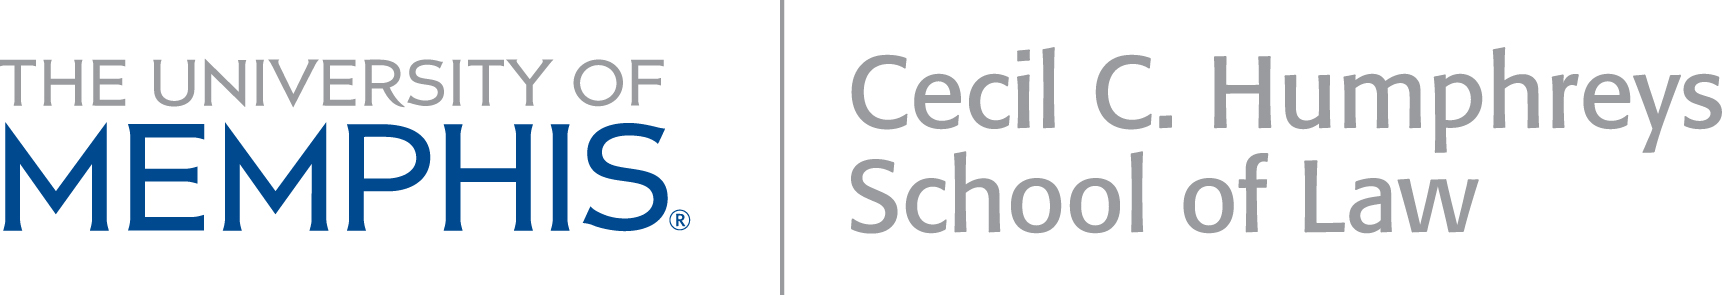 THE UNIVERSITY OF
MEMPHIS®
Cecil C. Humphreys
School of Law